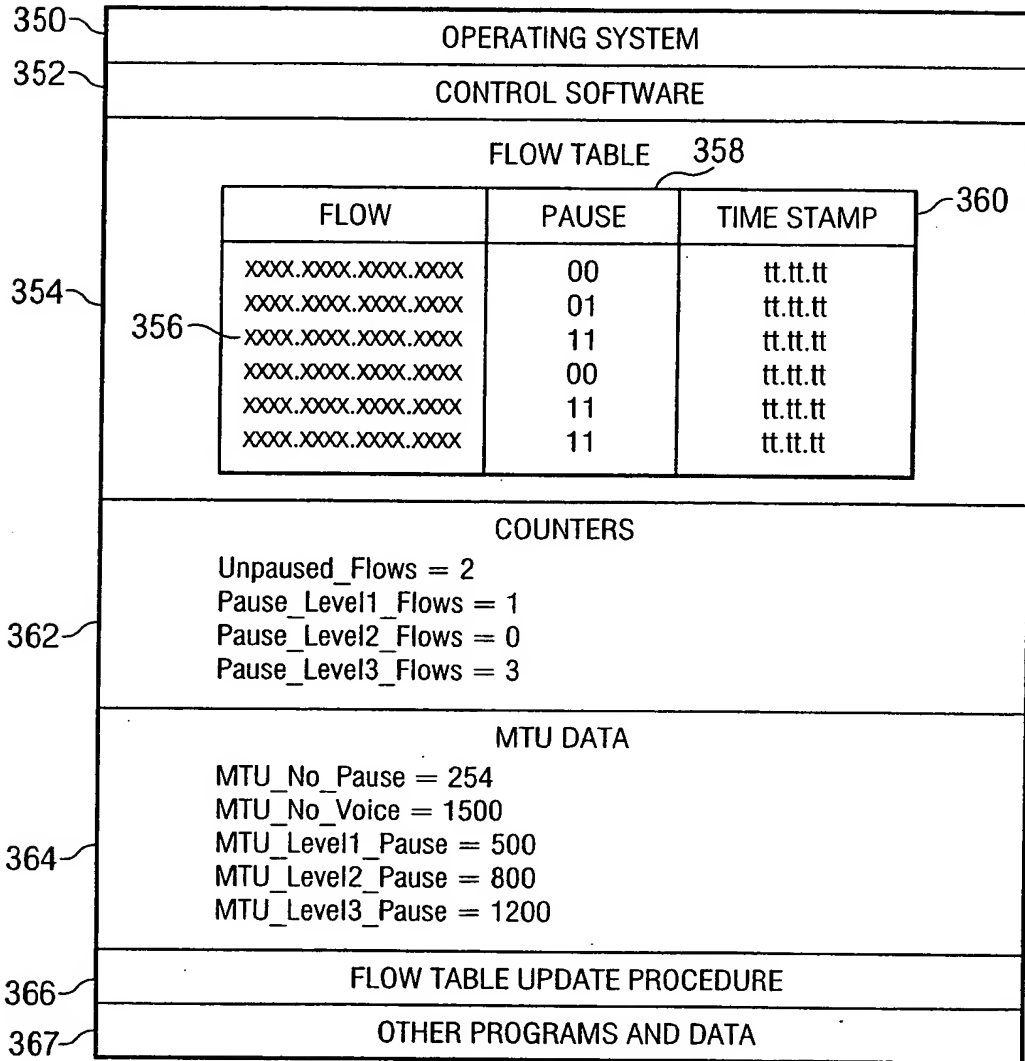 350
OPERATING SYSTEM
352
CONTROL SOFTWARE
FLOW TABLE 358
FLOW PAUSE TIME STAMP 360
XXXX.XXXX.XXXX.XXXX 00 tt.tt.tt
354
XXXX.XXXX.XXXX.XXXX 01 tt.tt.tt
356 XXXX.XXXX.XXXX.XXXX 11 tt.tt.tt
XXXX.XXXX.XXXX.XXXX 00 tt.tt.tt
XXXX.XXXX.XXXX.XXXX 11 tt.tt.tt
XXXX.XXXX.XXXX.XXXX 11 tt.tt.tt
COUNTERS
Unpaused_Flows = 2
Pause_Level1_Flows = 1
362
Pause_Level2_Flows = 0
Pause_Level3_Flows = 3
MTU DATA
MTU_No_Pause = 254
MTU_No_Voice = 1500
364
MTU_Level1_Pause = 500
MTU_Level2_Pause = 800
MTU_Level3_Pause = 1200
366
FLOW TABLE UPDATE PROCEDURE
367
OTHER PROGRAMS AND DATA